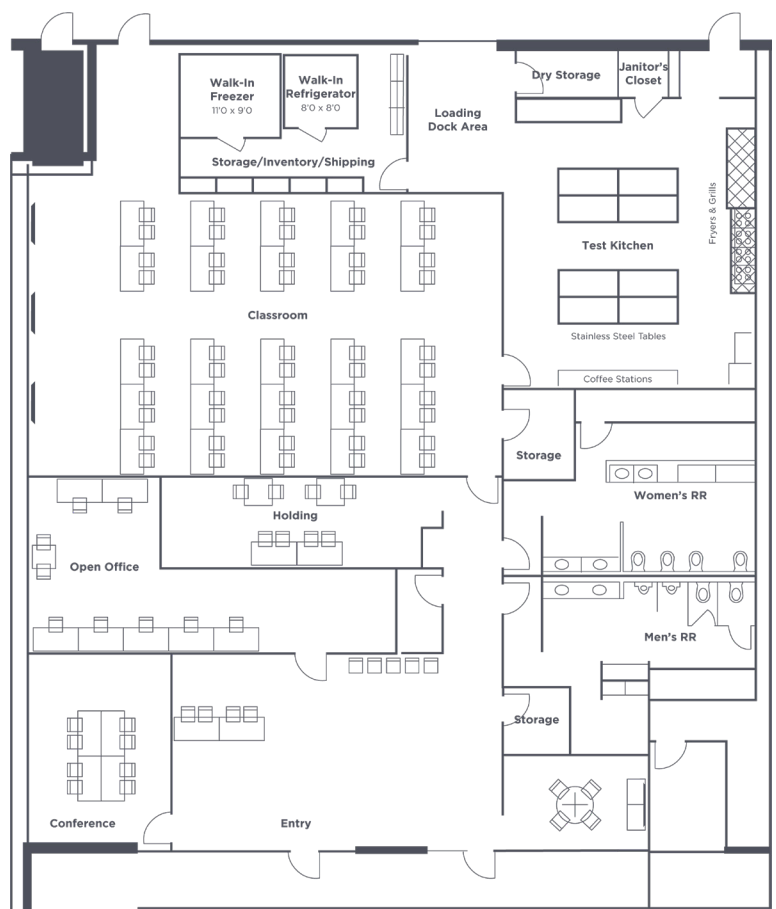 Walk-In
Freezer
11'0 x 9'0
Walk-In
Refrigerator
8'0 x 8'0
Dry Storage
Janitor's
Closet
Loading
Dock Area
Storage/Inventory/Shipping
Fryers & Grills
Test Kitchen
Classroom
Stainless Steel Tables
Coffee Stations
Storage
Women's RR
Holding
Open Office
Men's RR
Storage
Conference
Entry